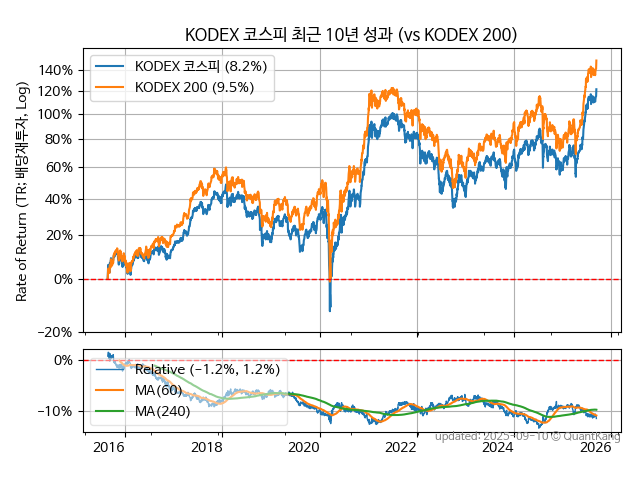 KODEX 코스피 최근 10년 성과 (vs KODEX 200)
KODEX 코스피 (8.2%)
KODEX 200 (9.5%)
140%
120%
100%
80%
60%
40%
20%
0%
−20%
Rate of Return (TR: 배당재투자, Log)
Relative (−1.2%, 1.2%)
MA(60)
MA(240)
0%
−10%
updated: 2025-09-10 © QuantKang
2016
2018
2020
2022
2024
2026